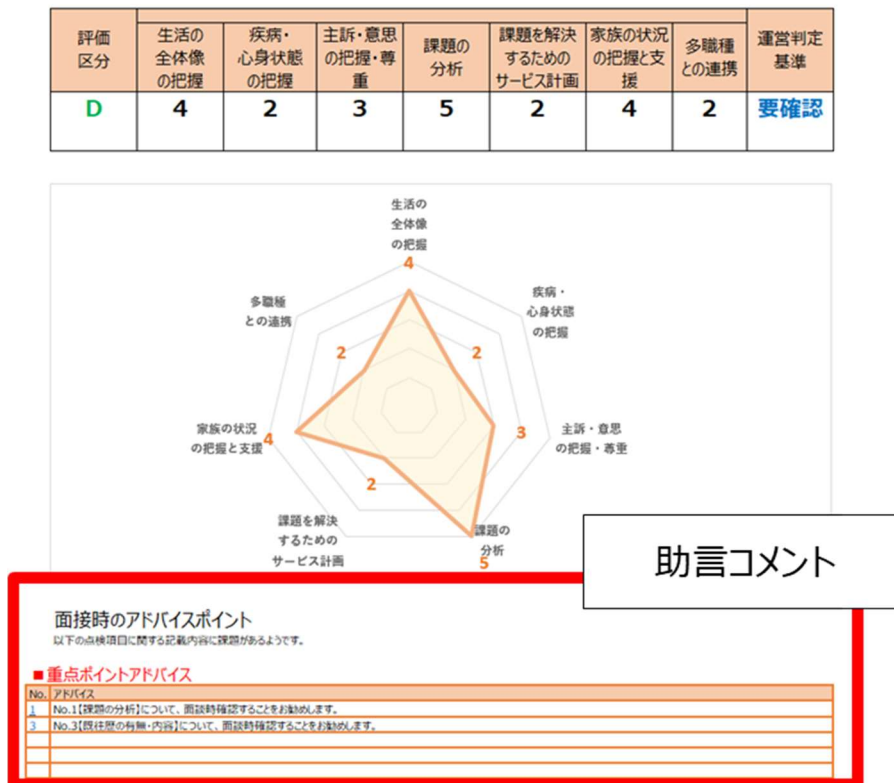 評価
区分
生活の
全体像
の把握
疾病・
心身状態
の把握
主訴・意思
の把握・尊
重
課題の
分析
課題を解決
するための
サービス計画
家族の状況
の把握と支
援
多職種
との連携
運営判定
基準
D
4
2
3
5
2
4
2
要確認
生活の
全体像
の把握
4
多職種
との連携
2
疾病・
心身状態
の把握
2
家族の状況
の把握と支援
4
主訴・意思
の把握・尊重
3
課題を解決
するための
サービス計画
2
課題の
分析
5
助言コメント
面接時のアドバイスポイント
以下の点検項目に関する記載内容に課題があるようです。
■重点ポイントアドバイス
No. アドバイス
1 No.1【課題の分析】について、面談時確認することをお勧めします。
3 No.3【既往歴の有無・内容】について、面談時確認することをお勧めします。